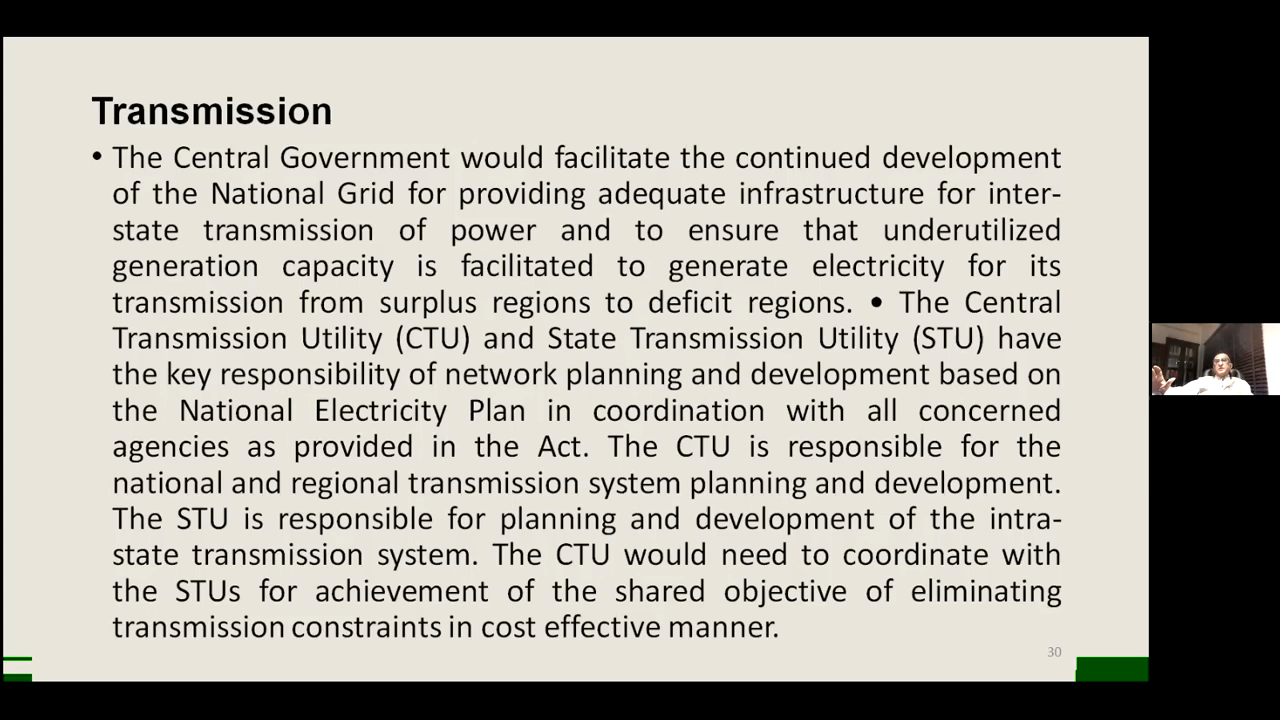 Transmission
• The Central Government would facilitate the continued development
of the National Grid for providing adequate infrastructure for inter-
state transmission of power and to ensure that underutilized
generation capacity is facilitated to generate electricity for its
transmission from surplus regions to deficit regions. • The Central
Transmission Utility (CTU) and State Transmission Utility (STU) have
the key responsibility of network planning and development based on
the National Electricity Plan in coordination with all concerned
agencies as provided in the Act. The CTU is responsible for the
national and regional transmission system planning and development.
The STU is responsible for planning and development of the intra-
state transmission system. The CTU would need to coordinate with
the STUs for achievement of the shared objective of eliminating
transmission constraints in cost effective manner.
30